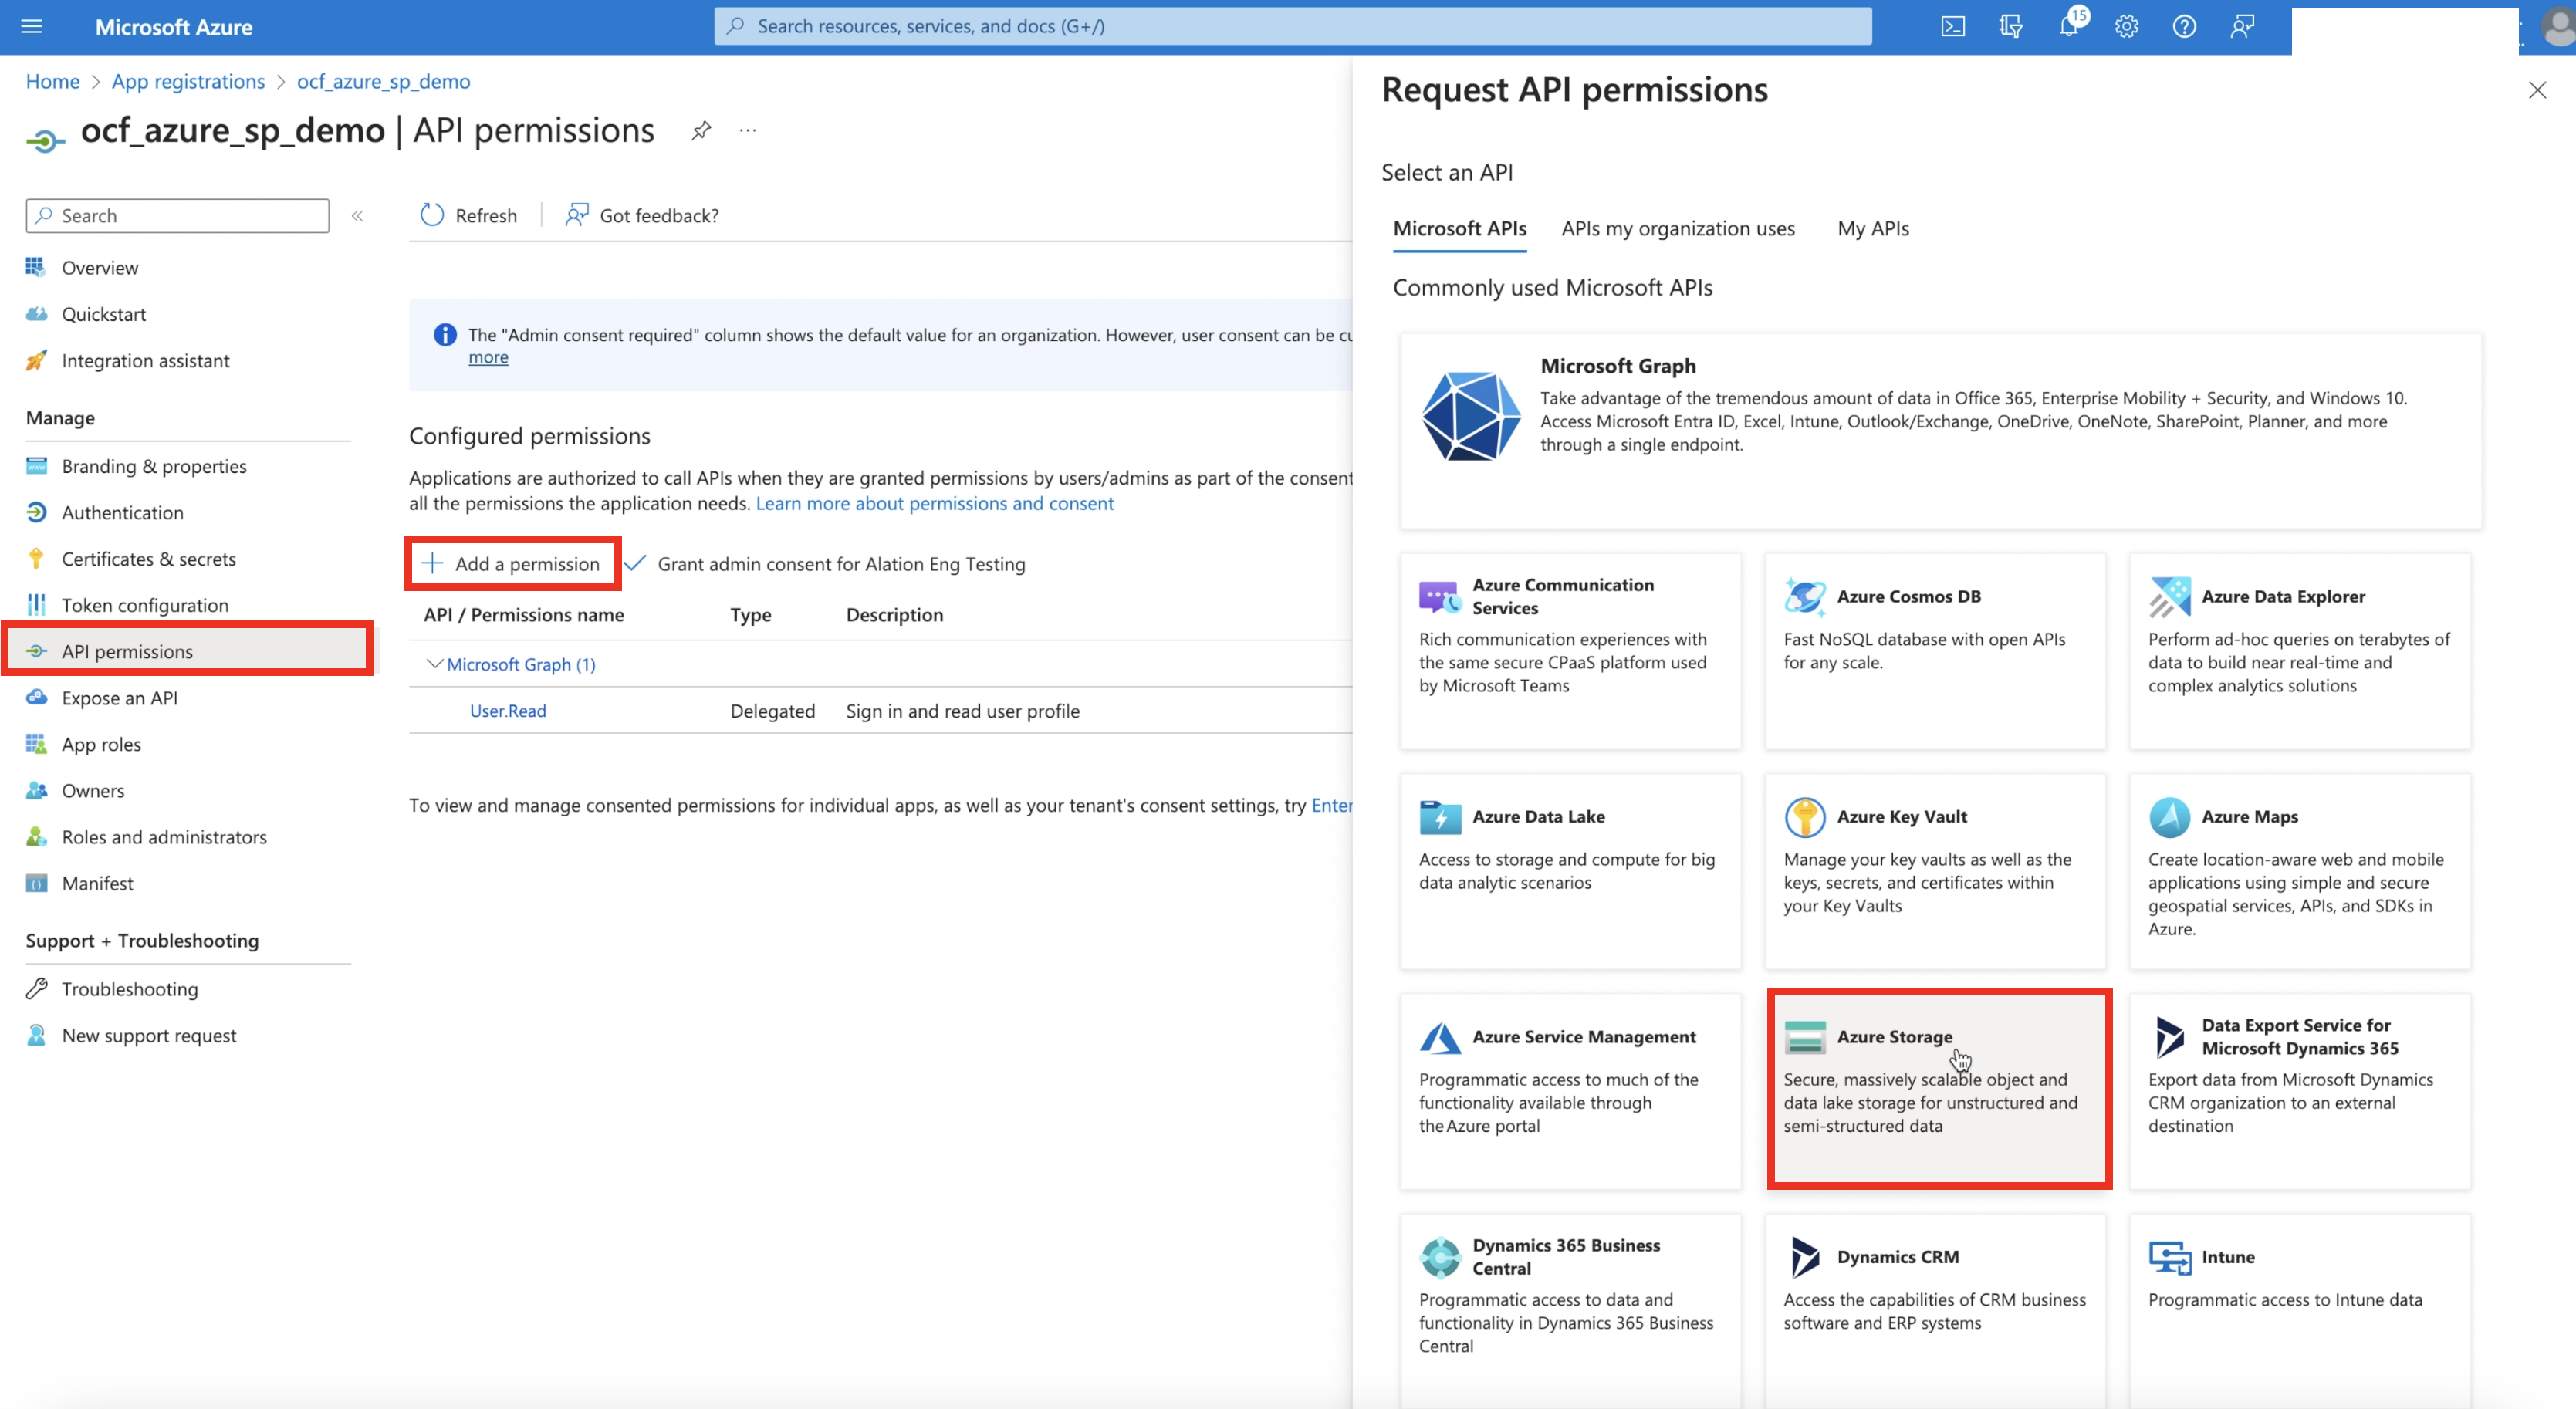 Microsoft Azure
Search resources, services, and docs (G+/)
15
Home > App registrations > ocf_azure_sp_demo
ocf_azure_sp_demo | API permissions
...
Search
«
Overview
Quickstart
Integration assistant
Manage
Branding & properties
Authentication
Certificates & secrets
Token configuration
API permissions
Expose an API
App roles
Owners
Roles and administrators
Manifest
Support + Troubleshooting
Troubleshooting
New support request
Refresh
Got feedback?
The "Admin consent required" column shows the default value for an organization. However, user consent can be
more
Configured permissions
Applications are authorized to call APIs when they are granted permissions by users/admins as part of the consent
all the permissions the application needs. Learn more about permissions and consent
Add a permission
Grant admin consent for Alation Eng Testing
API / Permissions name Type Description
Microsoft Graph (1)
User.Read Delegated Sign in and read user profile
To view and manage consented permissions for individual apps, as well as your tenant's consent settings, try Enter
Request API permissions
Select an API
Microsoft APIs APIs my organization uses My APIs
Commonly used Microsoft APIs
Microsoft Graph
Take advantage of the tremendous amount of data in Office 365, Enterprise Mobility + Security, and Windows 10.
Access Microsoft Entra ID, Excel, Intune, Outlook/Exchange, OneDrive, OneNote, SharePoint, Planner, and more
through a single endpoint.
Azure Communication
Services
Rich communication experiences with
the same secure CPaaS platform used
by Microsoft Teams
Azure Cosmos DB
Fast NoSQL database with open APIs
for any scale.
Azure Data Explorer
Perform ad-hoc queries on terabytes of
data to build near real-time and
complex analytics solutions
Azure Data Lake
Access to storage and compute for big
data analytic scenarios
Azure Key Vault
Manage your key vaults as well as the
keys, secrets, and certificates within
your Key Vaults
Azure Maps
Create location-aware web and mobile
applications using simple and secure
geospatial services, APIs, and SDKs in
Azure.
Azure Service Management
Programmatic access to much of the
functionality available through
the Azure portal
Azure Storage
Secure, massively scalable object and
data lake storage for unstructured and
semi-structured data
Data Export Service for
Microsoft Dynamics 365
Export data from Microsoft Dynamics
CRM organization to an external
destination
Dynamics 365 Business
Central
Programmatic access to data and
functionality in Dynamics 365 Business
Central
Dynamics CRM
Access the capabilities of CRM business
software and ERP systems
Intune
Programmatic access to Intune data